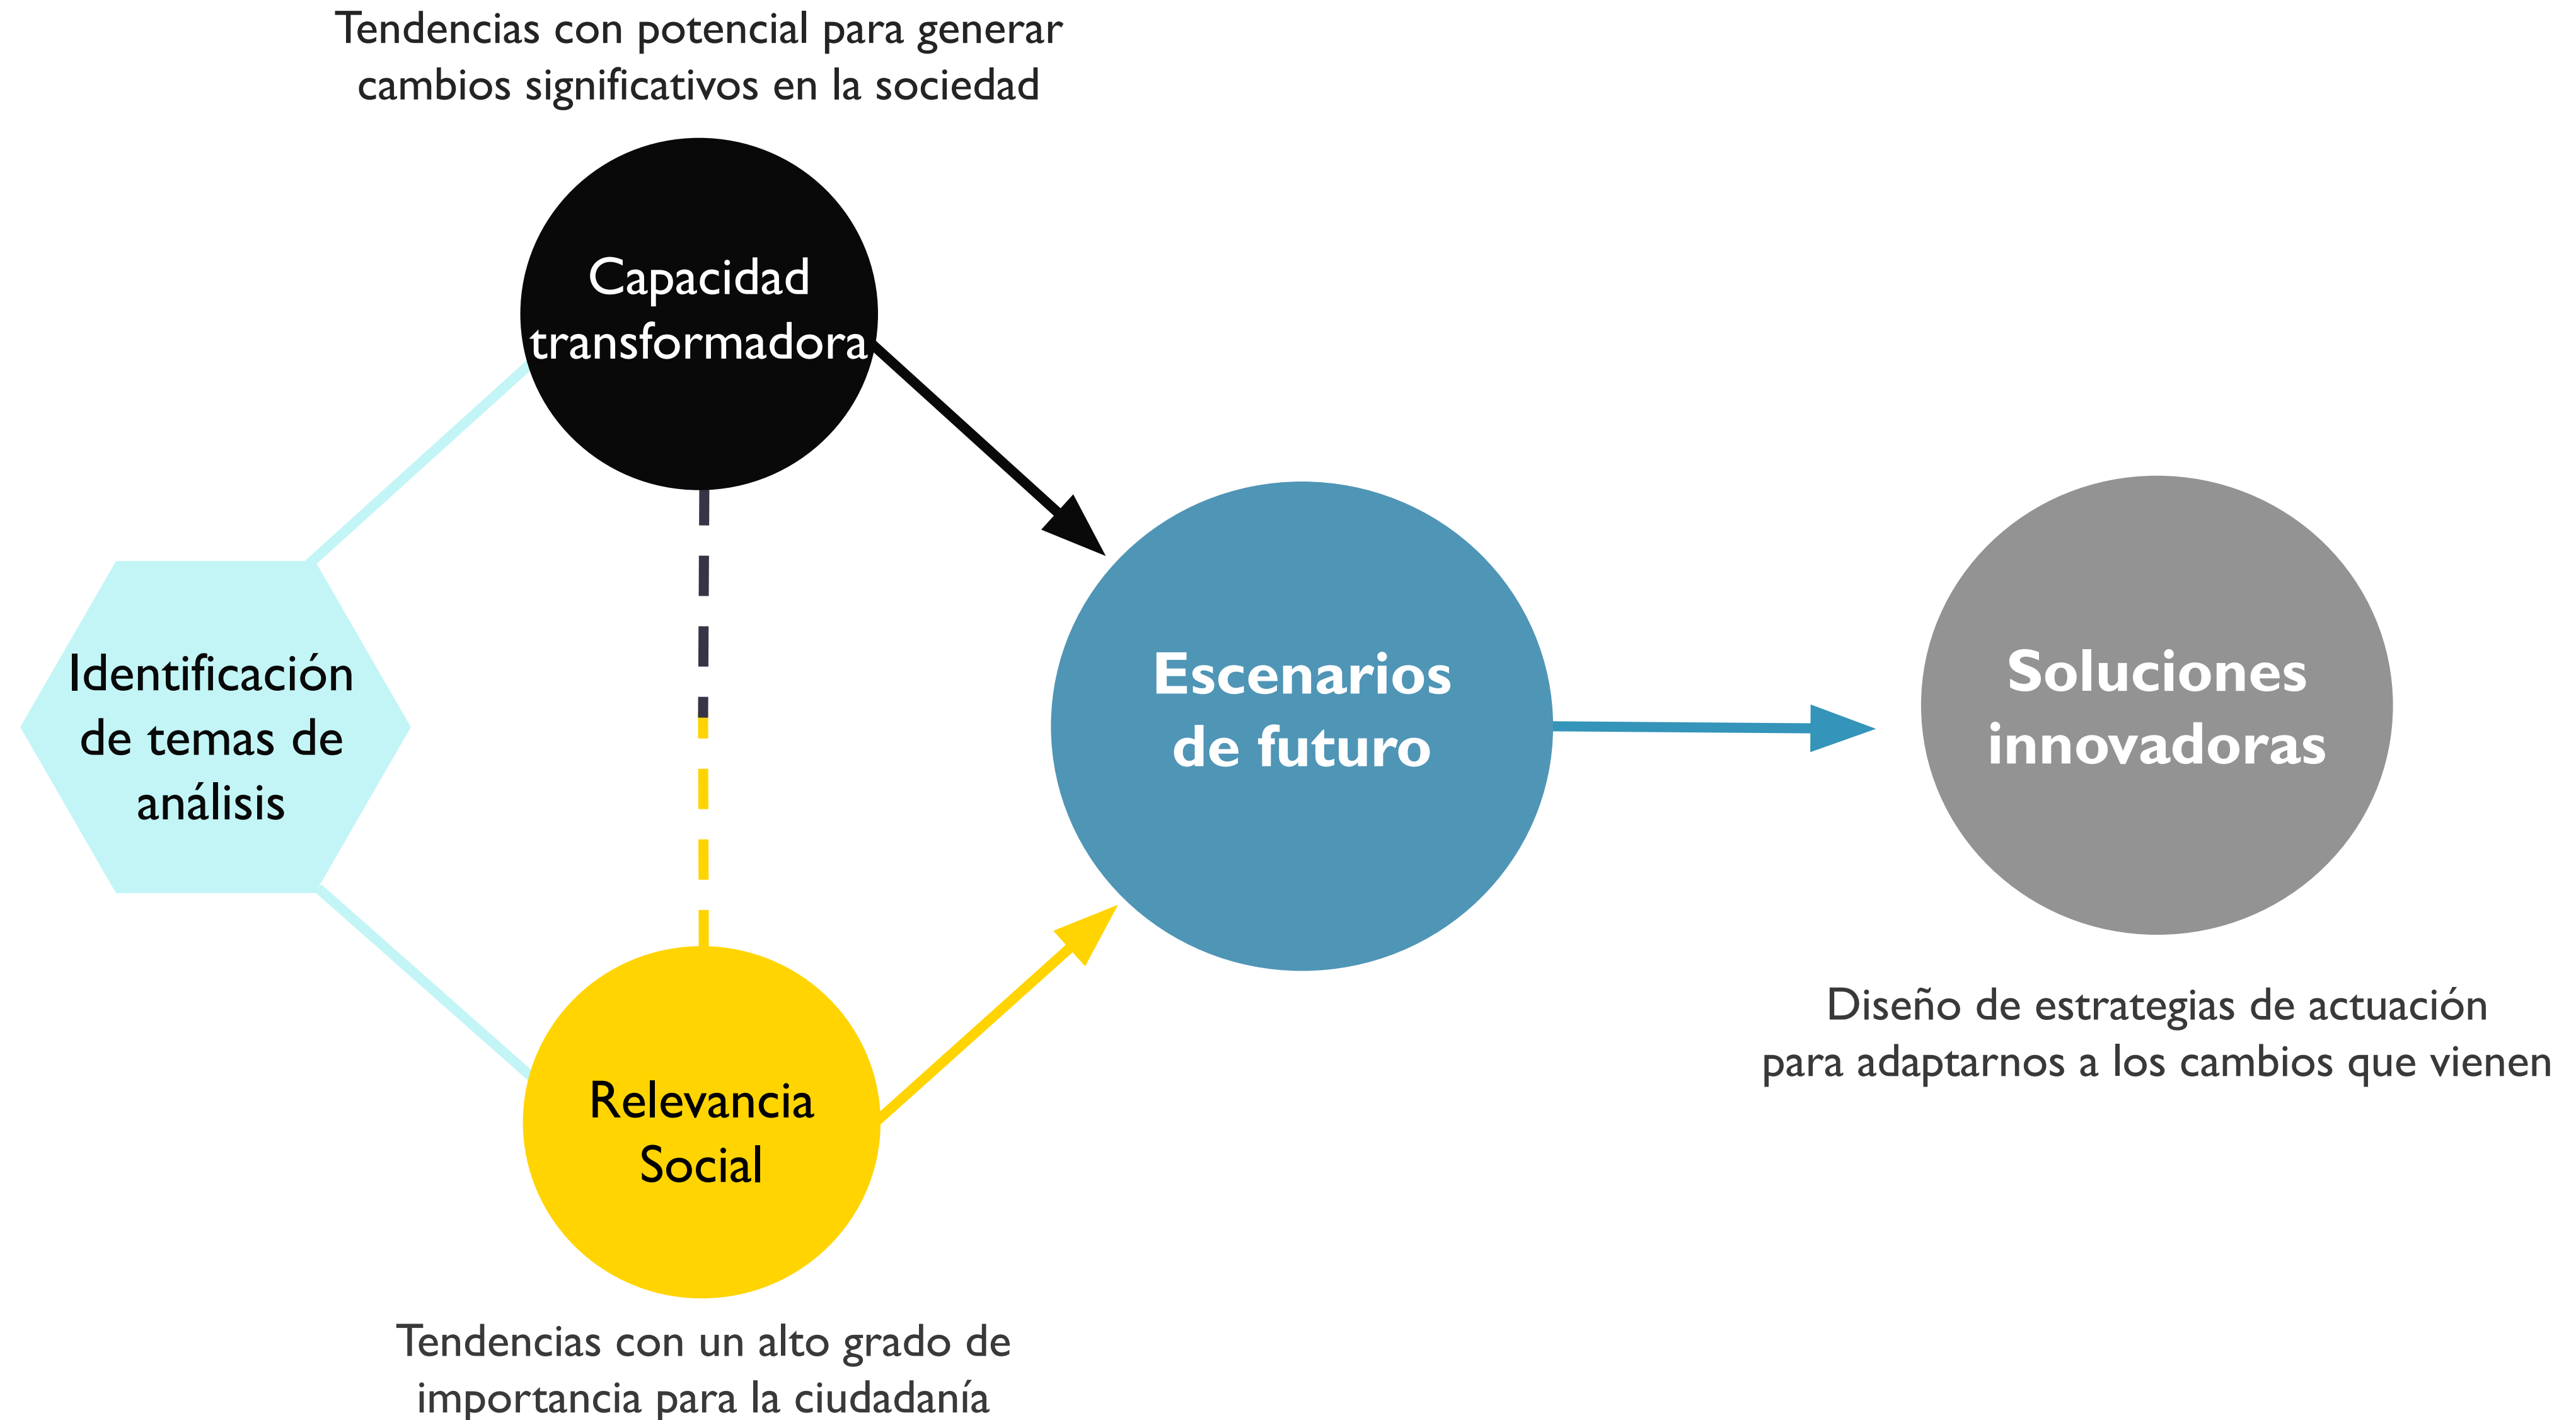 Tendencias con potencial para generar
cambios significativos en la sociedad
Capacidad
transformadora
Identificación
de temas de
análisis
Escenarios
de futuro
Soluciones
innovadoras
Diseño de estrategias de actuación
para adaptarnos a los cambios que vienen
Relevancia
Social
Tendencias con un alto grado de
importancia para la ciudadanía